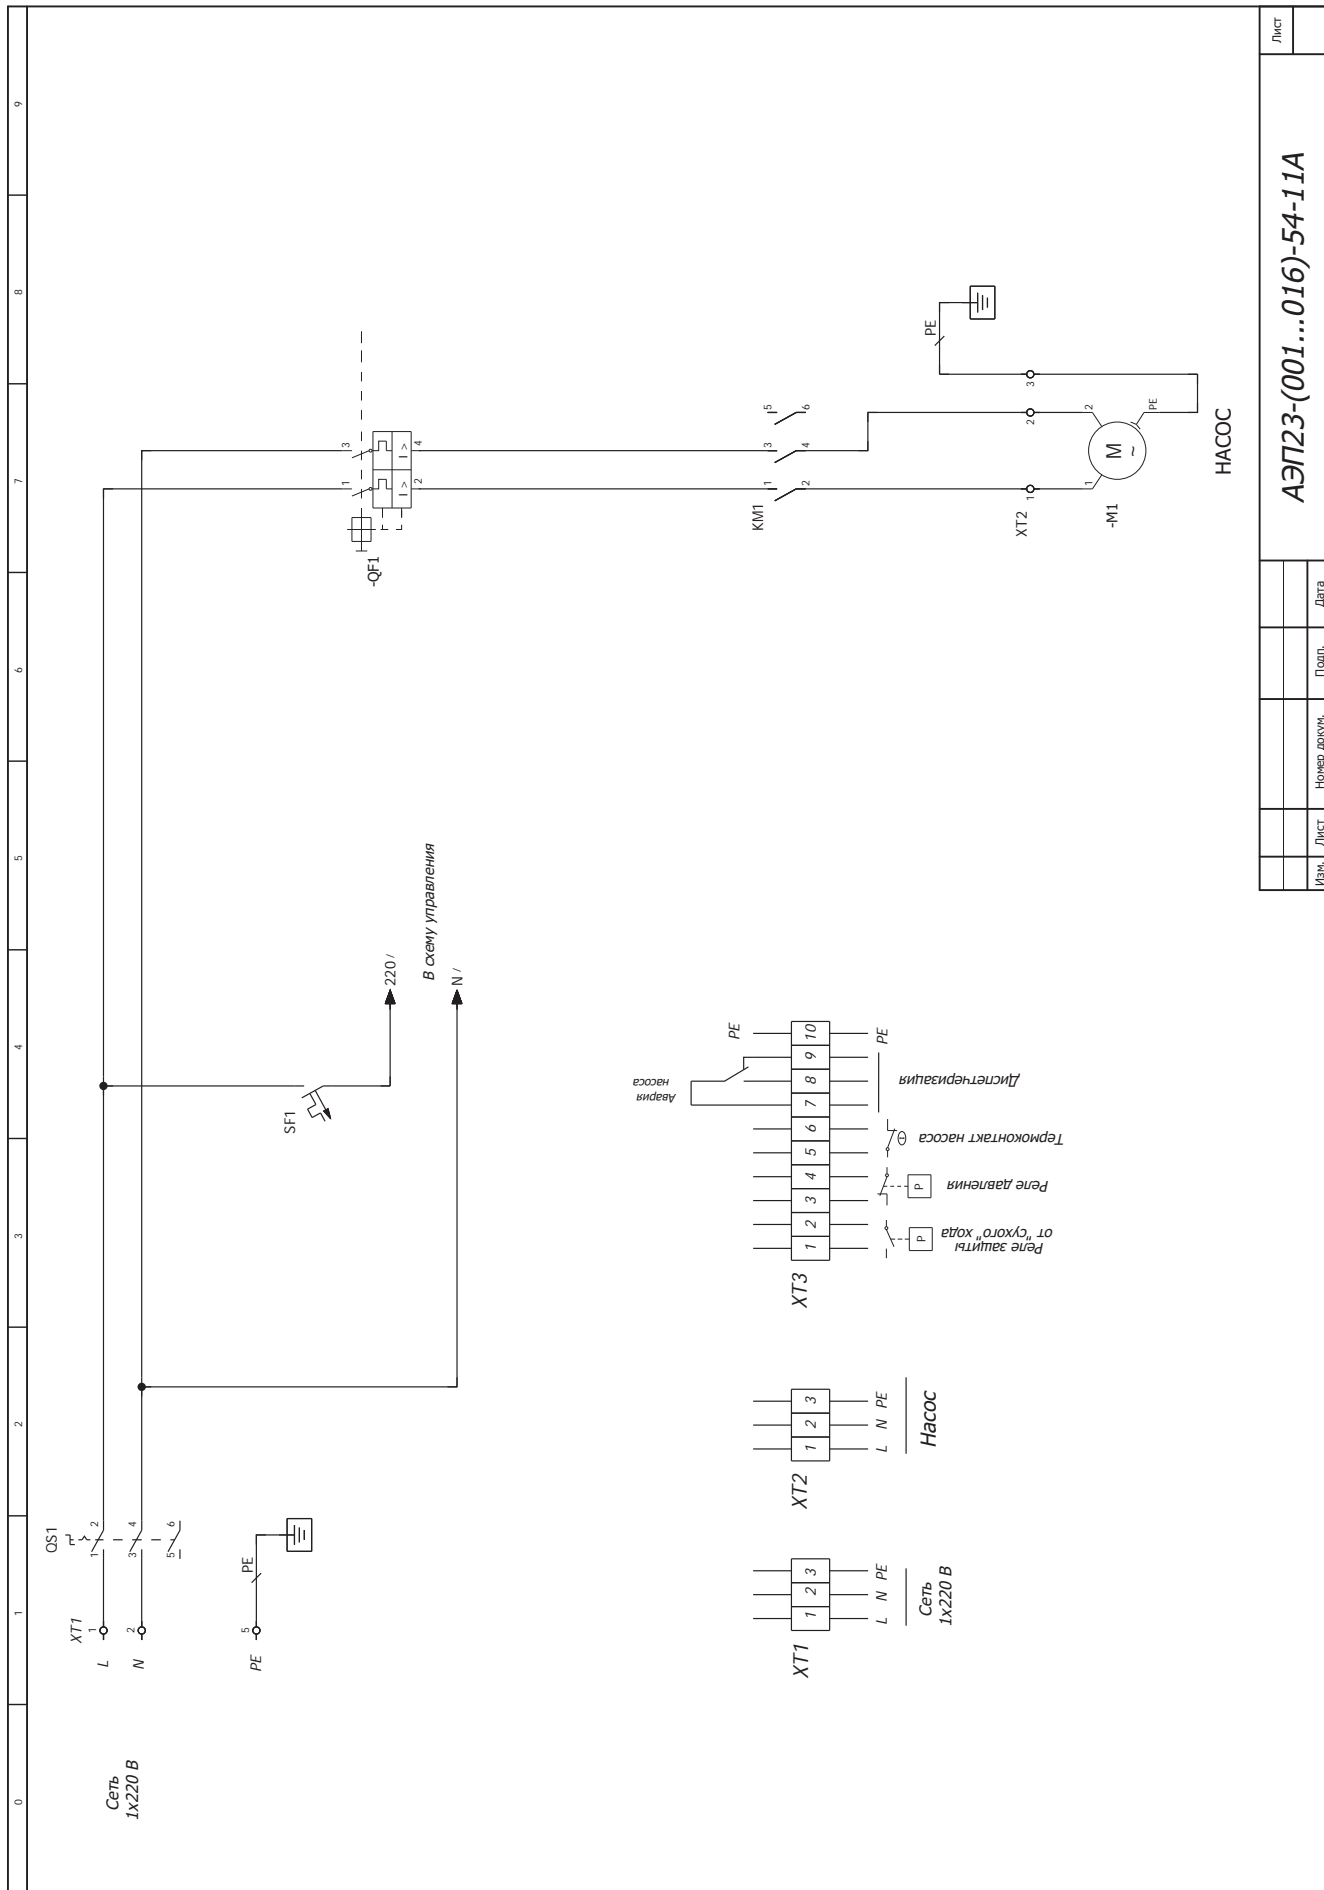 0 1 2 3 4 5 6 7 8 9
Сеть
1x220 В
XT1
L 1
N 2
PE 5
QS1
1 2
3 4
5 6
PE
SF1
220 /
В схему управления
N /
-QF1
1 3
I > I >
2 4
KM1
1 3 5
2 4 6
XT2
1 2 3
PE
-M1
1 2
M
~
PE
НАСОС
XT1
1 2 3
L N PE
Сеть
1x220 В
XT2
1 2 3
L N PE
Насос
XT3
1 2 3 4 5 6 7 8 9 10
PE
Авария
насоса
P
Реле защиты
от "сухого" хода
P
Реле давления
Θ
Термоконтакт насоса
Диспетчеризация
PE
АЭП23-(001...016)-54-11А
Лист
Изм. Лист Номер докум. Подп. Дата